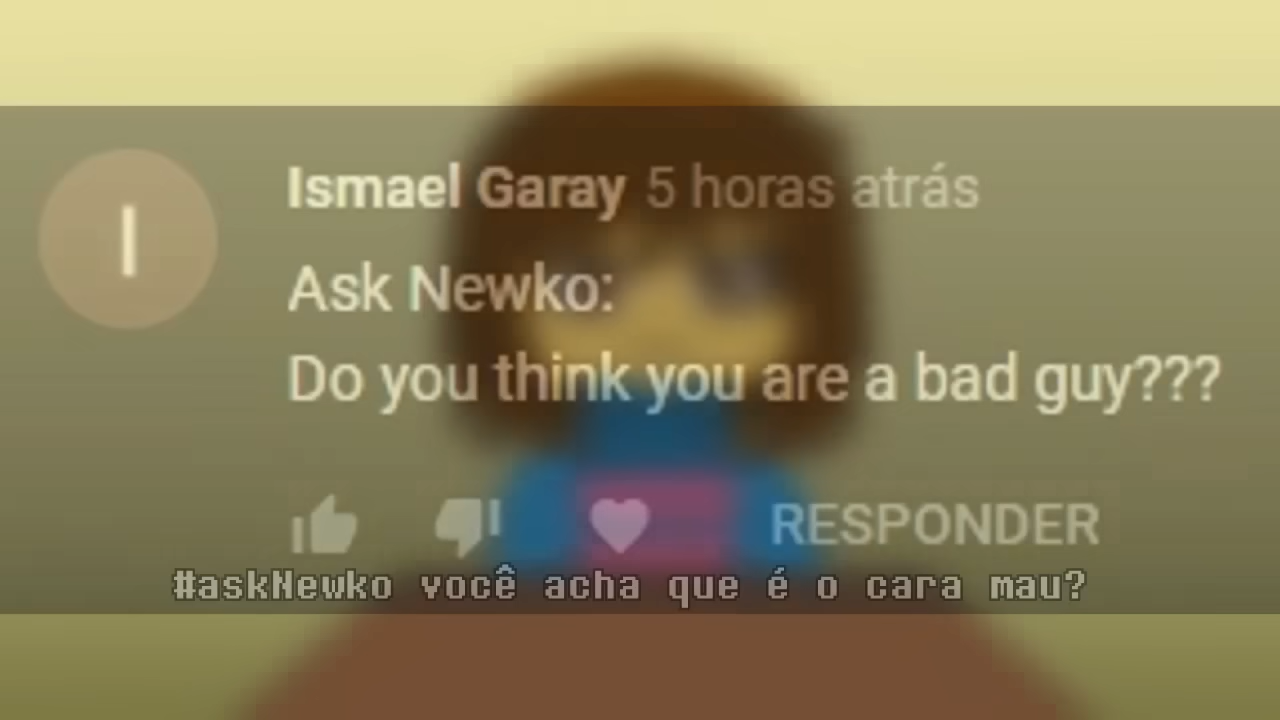 I
Ismael Garay 5 horas atrás
Ask Newko:
Do you think you are a bad guy???
RESPONDER
#askNewko você acha que é o cara mau?